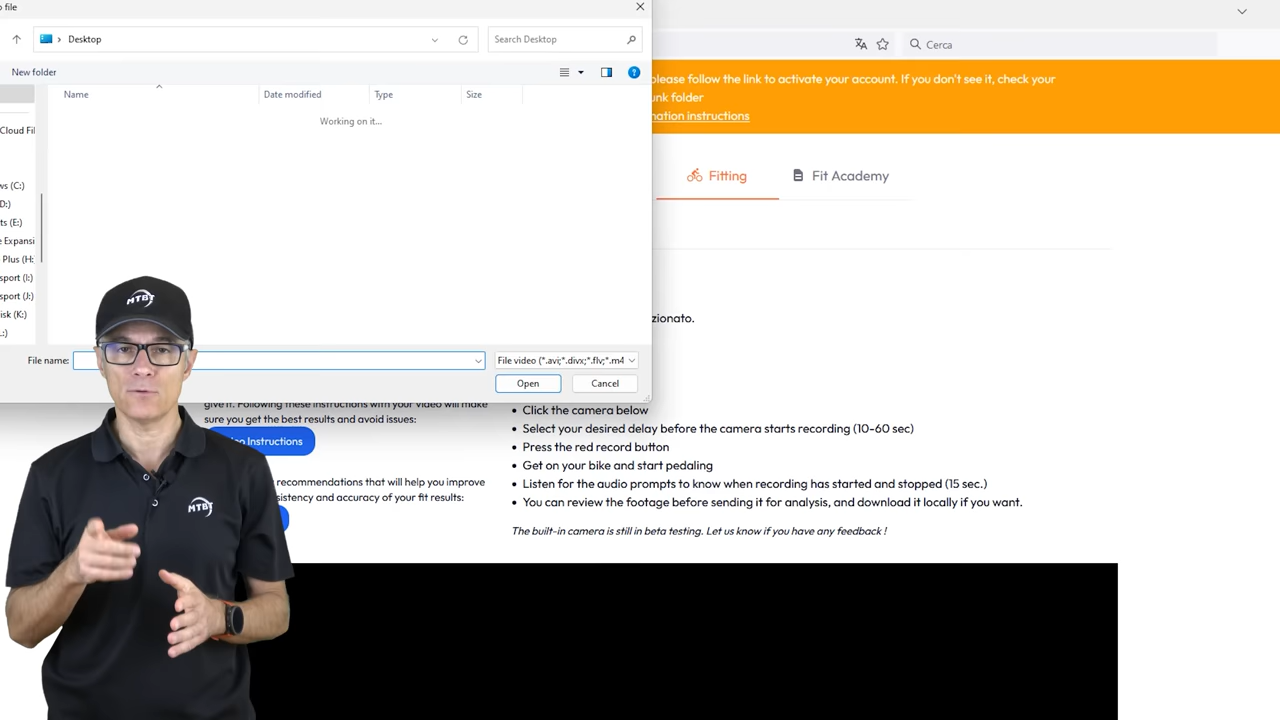 o file
Desktop
Search Desktop
Cerca
New folder
Name
Date modified
Type
Size
Working on it...
Cloud Fil
ws (C:)
D:)
ts (E:)
e Expansi
Plus (H:
sport (I:)
sport (J:)
isk (K:)
L:)
File name:
File video (*.avi;*.divx;*.flv;*.m4
Open
Cancel
please follow the link to activate your account. If you don't see it, check your
unk folder
mation instructions
Fitting
Fit Academy
zionato.
give it. Following these instructions with your video will make
sure you get the best results and avoid issues:
Instructions
recommendations that will help you improve
sistency and accuracy of your fit results:
• Click the camera below
• Select your desired delay before the camera starts recording (10-60 sec)
• Press the red record button
• Get on your bike and start pedaling
• Listen for the audio prompts to know when recording has started and stopped (15 sec.)
• You can review the footage before sending it for analysis, and download it locally if you want.
The built-in camera is still in beta testing. Let us know if you have any feedback !
MTBT
MTBT